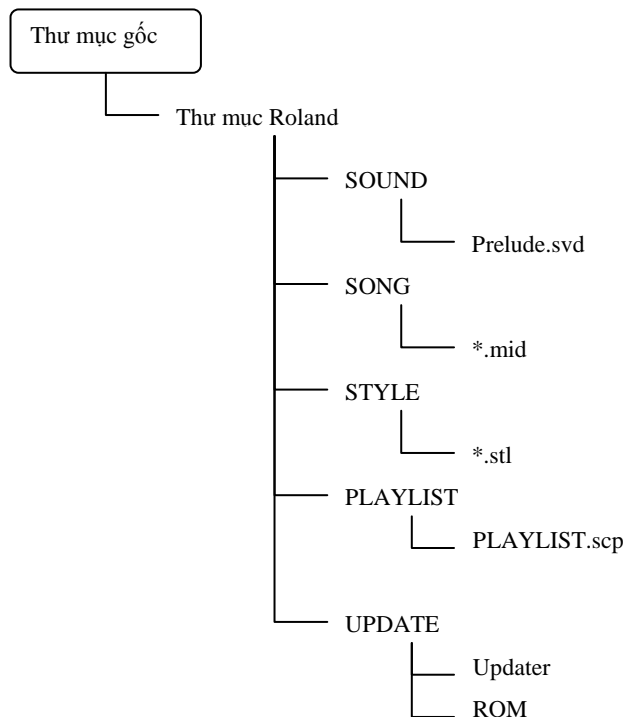 Thư mục gốc
Thư mục Roland
SOUND
Prelude.svd
SONG
*.mid
STYLE
*.stl
PLAYLIST
PLAYLIST.scp
UPDATE
Updater
ROM